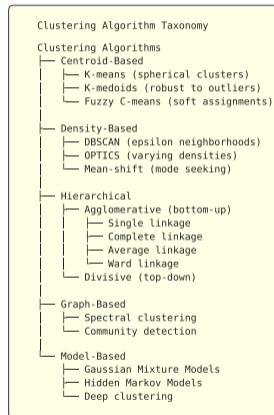 Clustering Algorithm Taxonomy
Clustering Algorithms
├── Centroid-Based
│   ├── K-means (spherical clusters)
│   ├── K-medoids (robust to outliers)
│   └── Fuzzy C-means (soft assignments)
│
├── Density-Based
│   ├── DBSCAN (epsilon neighborhoods)
│   ├── OPTICS (varying densities)
│   └── Mean-shift (mode seeking)
│
├── Hierarchical
│   ├── Agglomerative (bottom-up)
│   │   ├── Single linkage
│   │   ├── Complete linkage
│   │   ├── Average linkage
│   │   └── Ward linkage
│   └── Divisive (top-down)
│
├── Graph-Based
│   ├── Spectral clustering
│   └── Community detection
│
└── Model-Based
    ├── Gaussian Mixture Models
    ├── Hidden Markov Models
    └── Deep clustering